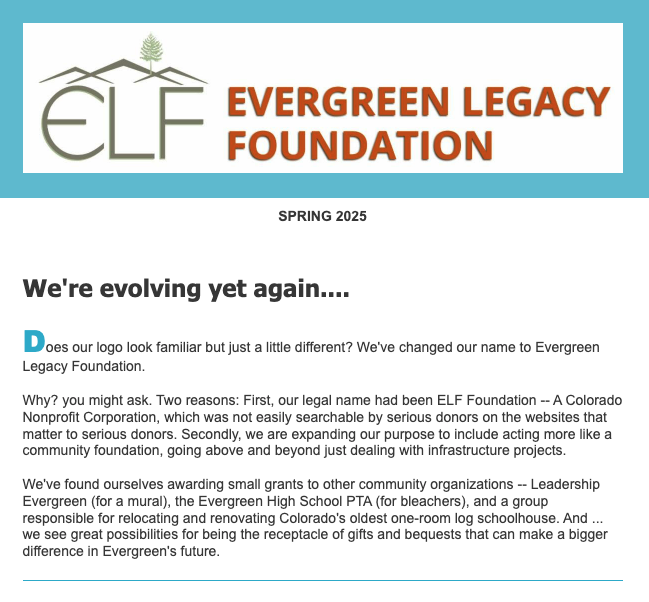 ELF
EVERGREEN LEGACY
FOUNDATION
SPRING 2025
We're evolving yet again....
Does our logo look familiar but just a little different? We've changed our name to Evergreen
Legacy Foundation.
Why? you might ask. Two reasons: First, our legal name had been ELF Foundation -- A Colorado
Nonprofit Corporation, which was not easily searchable by serious donors on the websites that
matter to serious donors. Secondly, we are expanding our purpose to include acting more like a
community foundation, going above and beyond just dealing with infrastructure projects.
We've found ourselves awarding small grants to other community organizations -- Leadership
Evergreen (for a mural), the Evergreen High School PTA (for bleachers), and a group
responsible for relocating and renovating Colorado's oldest one-room log schoolhouse. And ...
we see great possibilities for being the receptacle of gifts and bequests that can make a bigger
difference in Evergreen's future.